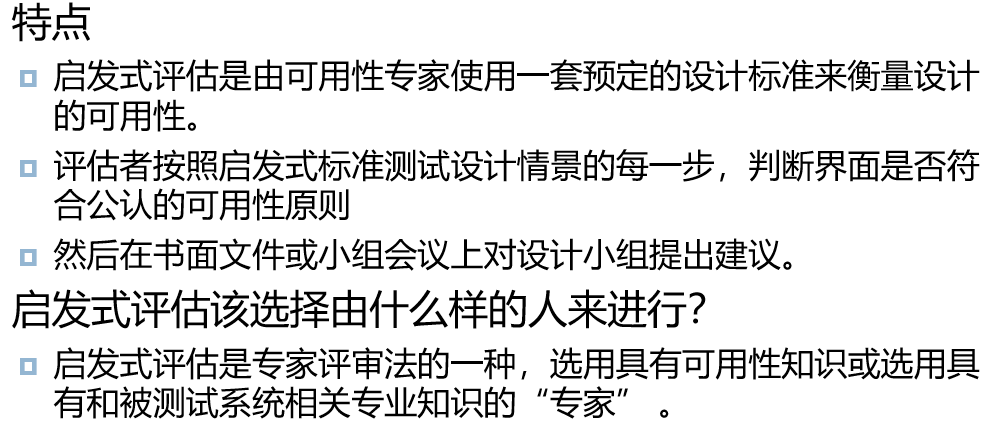 特点
启发式评估是由可用性专家使用一套预定的设计标准来衡量设计
的可用性。
评估者按照启发式标准测试设计情景的每一步，判断界面是否符
合公认的可用性原则
然后在书面文件或小组会议上对设计小组提出建议。
启发式评估该选择由什么样的人来进行？
启发式评估是专家评审法的一种，选用具有可用性知识或选用具
有和被测试系统相关专业知识的“专家” 。